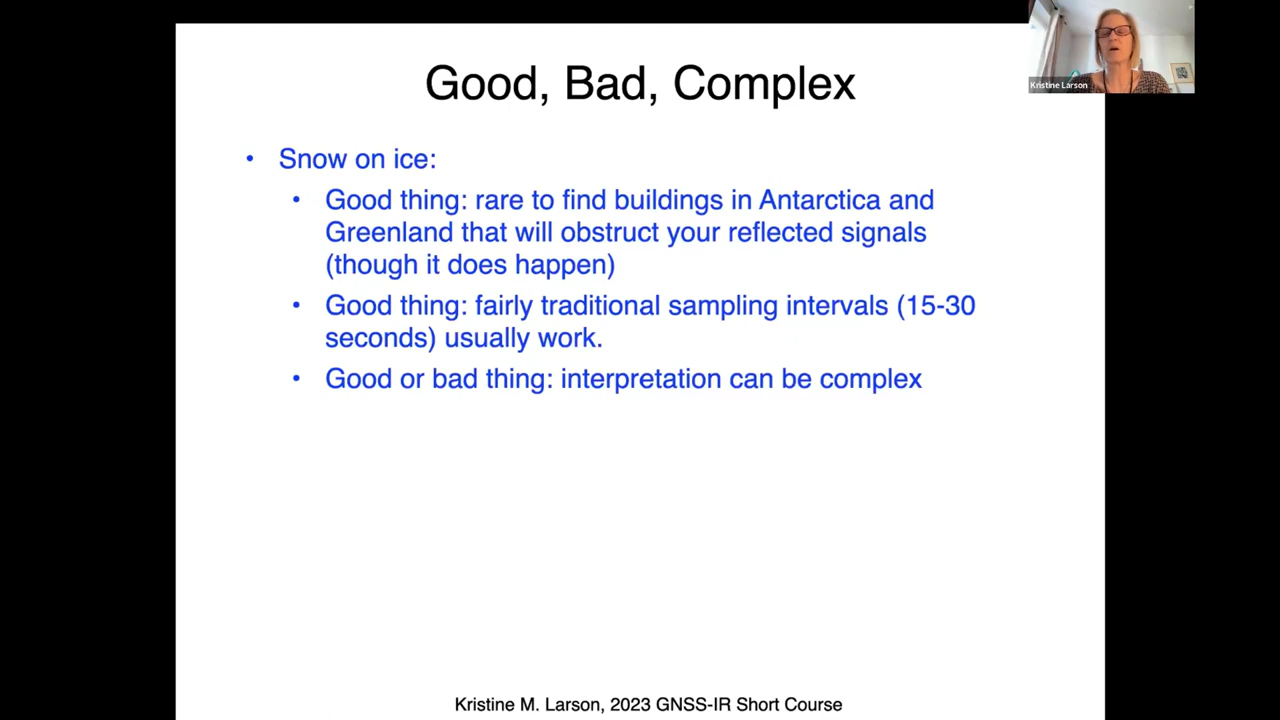 Good, Bad, Complex
Kristine Larson
• Snow on ice:
• Good thing: rare to find buildings in Antarctica and
Greenland that will obstruct your reflected signals
(though it does happen)
• Good thing: fairly traditional sampling intervals (15-30
seconds) usually work.
• Good or bad thing: interpretation can be complex
Kristine M. Larson, 2023 GNSS-IR Short Course